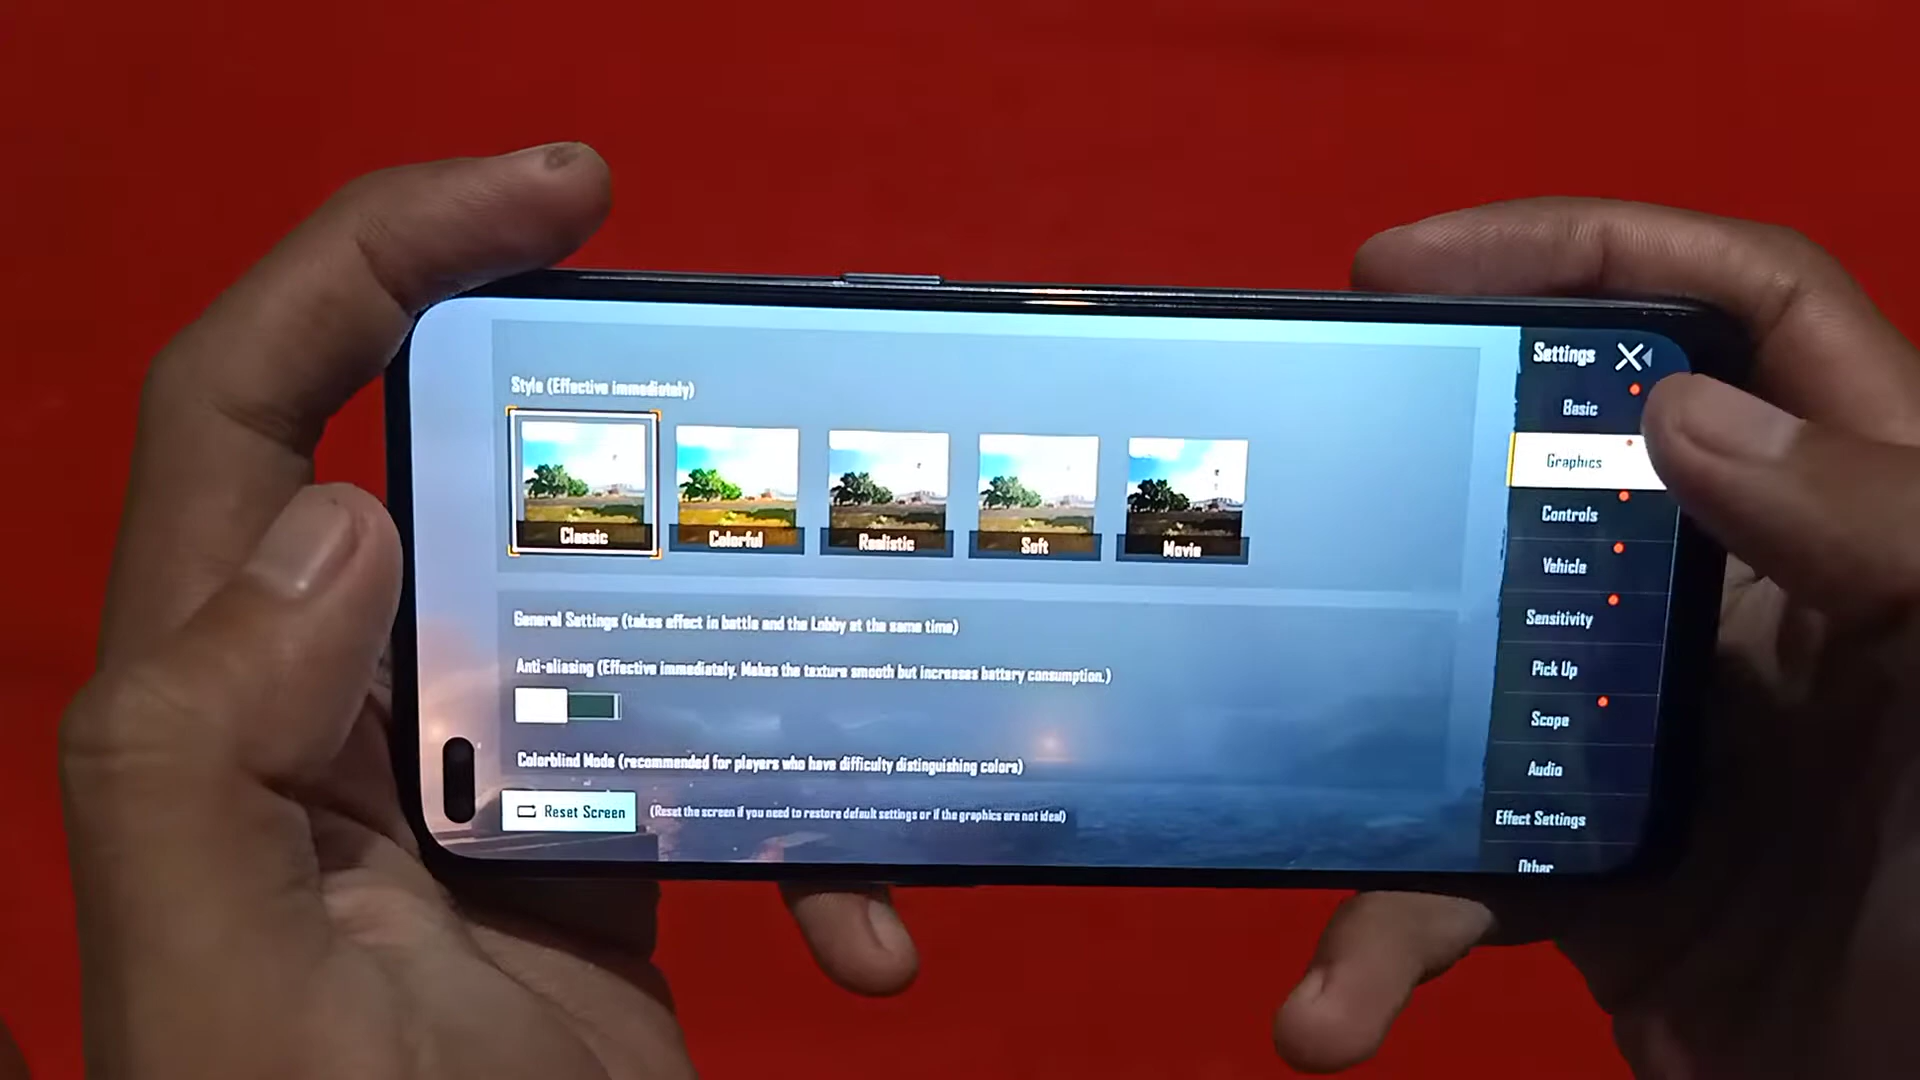 Settings
Style (Effective immediately)
Classic
Colorful
Realistic
Soft
Movie
General Settings (takes effect in battle and the Lobby at the same time)
Anti-aliasing (Effective immediately. Makes the texture smooth but increases battery consumption.)
Colorblind Mode (recommended for players who have difficulty distinguishing colors)
Reset Screen
(Reset the screen if you need to restore default settings or if the graphics are not ideal)
Basic
Graphics
Controls
Vehicle
Sensitivity
Pick Up
Scope
Audio
Effect Settings
Other